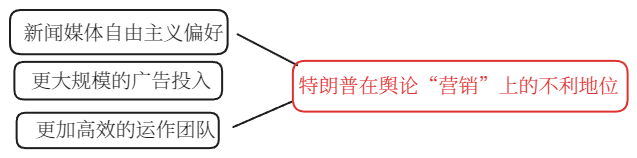 新闻媒体自由主义偏好
更大规模的广告投入
特朗普在舆论“营销”上的不利地位
更加高效的运作团队